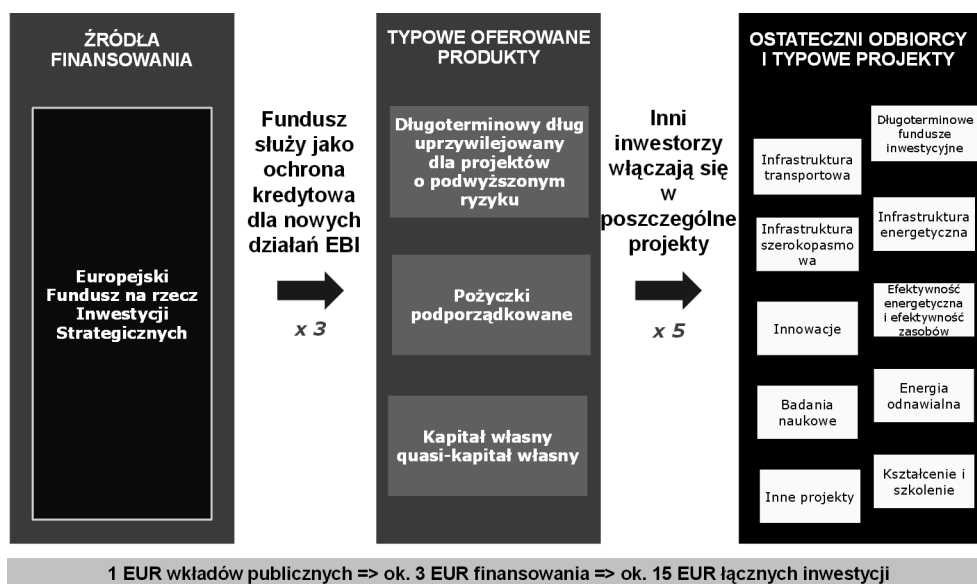 ŹRÓDŁA
FINANSOWANIA
Europejski
Fundusz na rzecz
Inwestycji
Strategicznych
Fundusz
służy jako
ochrona
kredytowa
dla nowych
działań EBI
x 3
TYPOWE OFEROWANE
PRODUKTY
Długoterminowy dług
uprzywilejowany
dla projektów
o podwyższonym
ryzyku
Pożyczki
podporządkowane
Kapitał własny
quasi-kapitał własny
Inni
inwestorzy
włączają się
w
poszczególne
projekty
x 5
OSTATECZNI ODBIORCY
I TYPOWE PROJEKTY
Infrastruktura
transportowa
Infrastruktura
szerokopasmo
wa
Innowacje
Badania
naukowe
Inne projekty
Długoterminowe
fundusze
inwestycyjne
Infrastruktura
energetyczna
Efektywność
energetyczna
i efektywność
zasobów
Energia
odnawialna
Kształcenie i
szkolenie
1 EUR wkładów publicznych => ok. 3 EUR finansowania => ok. 15 EUR łącznych inwestycji